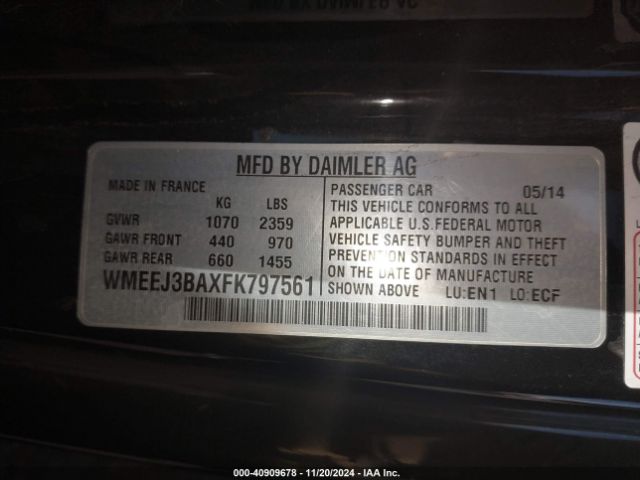 MFD BY DAIMLER AG
MADE IN FRANCE
KG LBS
GVWR 1070 2359
GAWR FRONT 440 970
GAWR REAR 660 1455
WMEEJ3BAXFK797561
PASSENGER CAR 05/14
THIS VEHICLE CONFORMS TO ALL
APPLICABLE U.S.FEDERAL MOTOR
VEHICLE SAFETY BUMPER AND THEFT
PREVENTION STANDARDS IN EFFECT
ON THE DATE OF MANUFACTURE
SHOWN ABOVE LU:EN1 LO:ECF
000-40909678 - 11/20/2024 - IAA Inc.